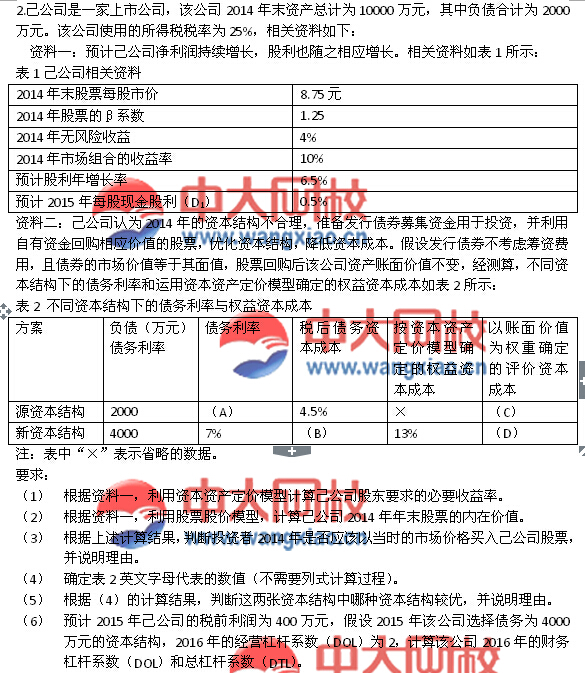 2.己公司是一家上市公司，该公司 2014 年末资产总计为 10000 万元，其中负债合计为 2000
万元。该公司使用的所得税税率为 25%，相关资料如下：
资料一：预计己公司净利润持续增长，股利也随之相应增长。相关资料如表 1 所示：
表 1 己公司相关资料
2014 年末股票每股市价 8.75 元
2014 年股票的 β 系数 1.25
2014 年无风险收益 4%
2014 年市场组合的收益率 10%
预计股利年增长率 6.5%
预计 2015 年每股现金股利（D₁） 0.5%
资料二：己公司认为 2014 年的资本结构不合理，准备发行债券募集资金用于投资，并利用
自有资金回购相应价值的股票，优化资本结构，降低资本成本。假设发行债券不考虑筹资费
用，且债券的市场价值等于其面值，股票回购后该公司资产账面价值不变，经测算，不同资
本结构下的债务利率和运用资本资产定价模型确定的权益资本成本如表 2 所示：
表 2 不同资本结构下的债务利率与权益资本成本
方案 负债（万元） 债务利率 税后债务资 按资本资产 以账面价值
债务利率 本成本 定价模型确 为权重确定
定的权益资 的评价资本
本成本 成本
源资本结构 2000 （A） 4.5% × （C）
新资本结构 4000 7% （B） 13% （D）
注：表中“×”表示省略的数据。
要求：
（1） 根据资料一，利用资本资产定价模型计算己公司股东要求的必要收益率。
（2） 根据资料一，利用股票股价模型，计算己公司 2014 年年末股票的内在价值。
（3） 根据上述计算结果，判断投资者 2014 年是否应该以当时的市场价格买入己公司股票，
并说明理由。
（4） 确定表 2 英文字母代表的数值（不需要列式计算过程）。
（5） 根据（4）的计算结果，判断这两张资本结构中哪种资本结构较优，并说明理由。
（6） 预计 2015 年己公司的税前利润为 400 万元，假设 2015 年该公司选择债务为 4000
万元的资本结构，2016 年的经营杠杆系数（DOL）为 2，计算该公司 2016 年的财务
杠杆系数（DOL）和总杠杆系数（DTL）。
中大网校
www.wangxiao.com
中大网校
www.wangxiao.com
中大网校
www.wangxiao.com
中大网校